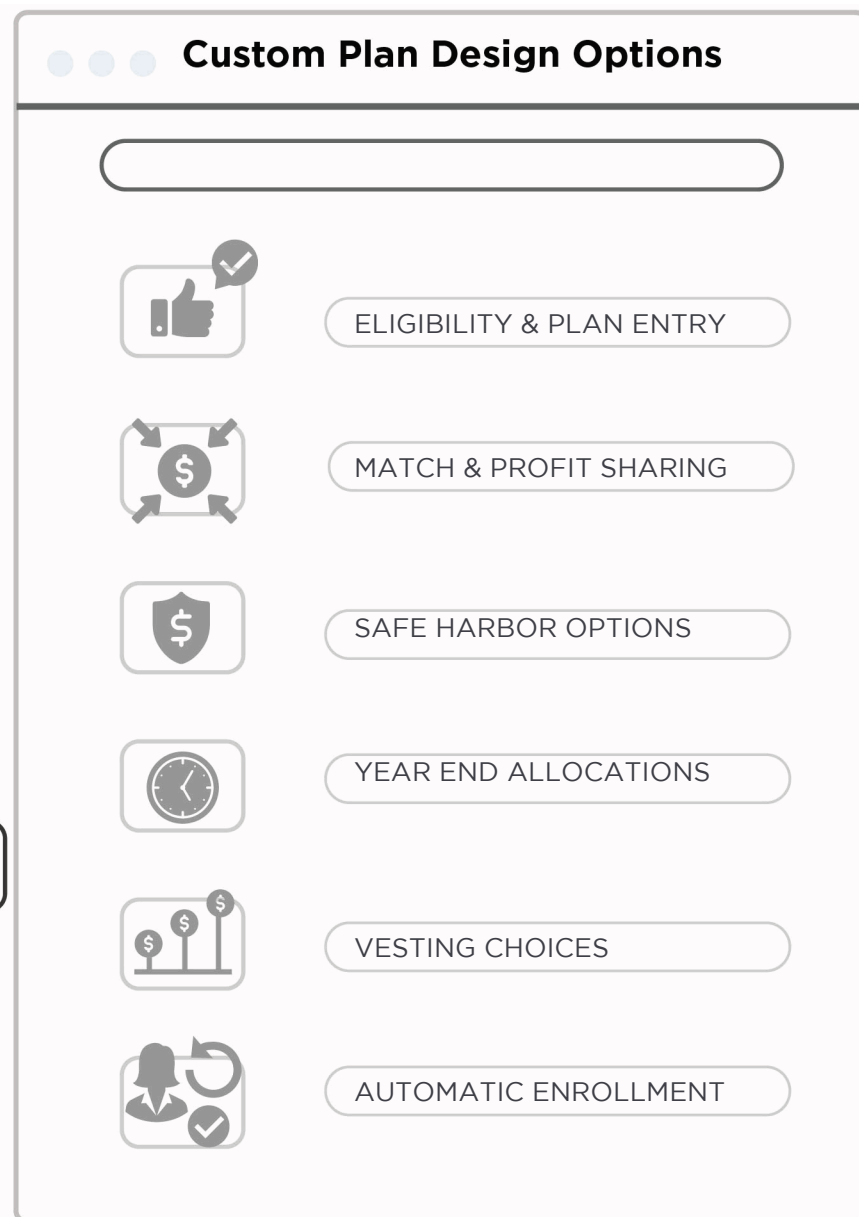 Custom Plan Design Options
ELIGIBILITY & PLAN ENTRY
MATCH & PROFIT SHARING
SAFE HARBOR OPTIONS
YEAR END ALLOCATIONS
VESTING CHOICES
AUTOMATIC ENROLLMENT